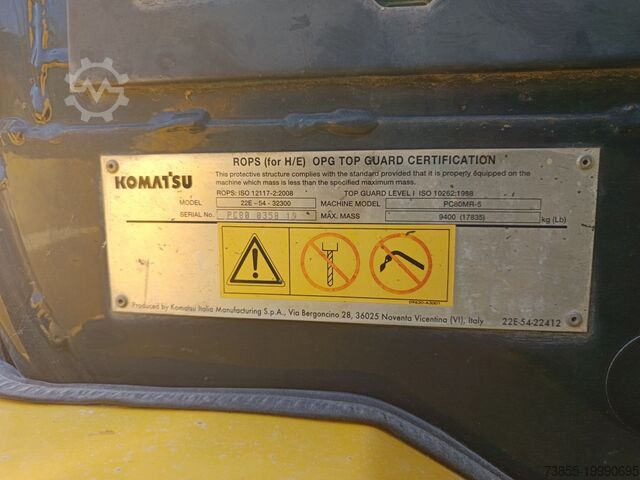 ROPS (for H/E) OPG TOP GUARD CERTIFICATION
KOMATSU
This protective structure complies with the standard provided that it is properly equipped on the
machine which mass is less than the specified maximum mass.
ROPS: ISO 12117-2:2008 TOP GUARD LEVEL I ISO 10262:1998
22E-54-32300 MACHINE MODEL PC80MR-5
SERIAL No. PC80 0358 19 MAX. MASS 9400 (17835) kg (Lb)
Produced by Komatsu Italia Manufacturing S.p.A., Via Bergoncino 28, 36025 Noventa Vicentina (VI), Italy
22E-54-22412
73855-19990695